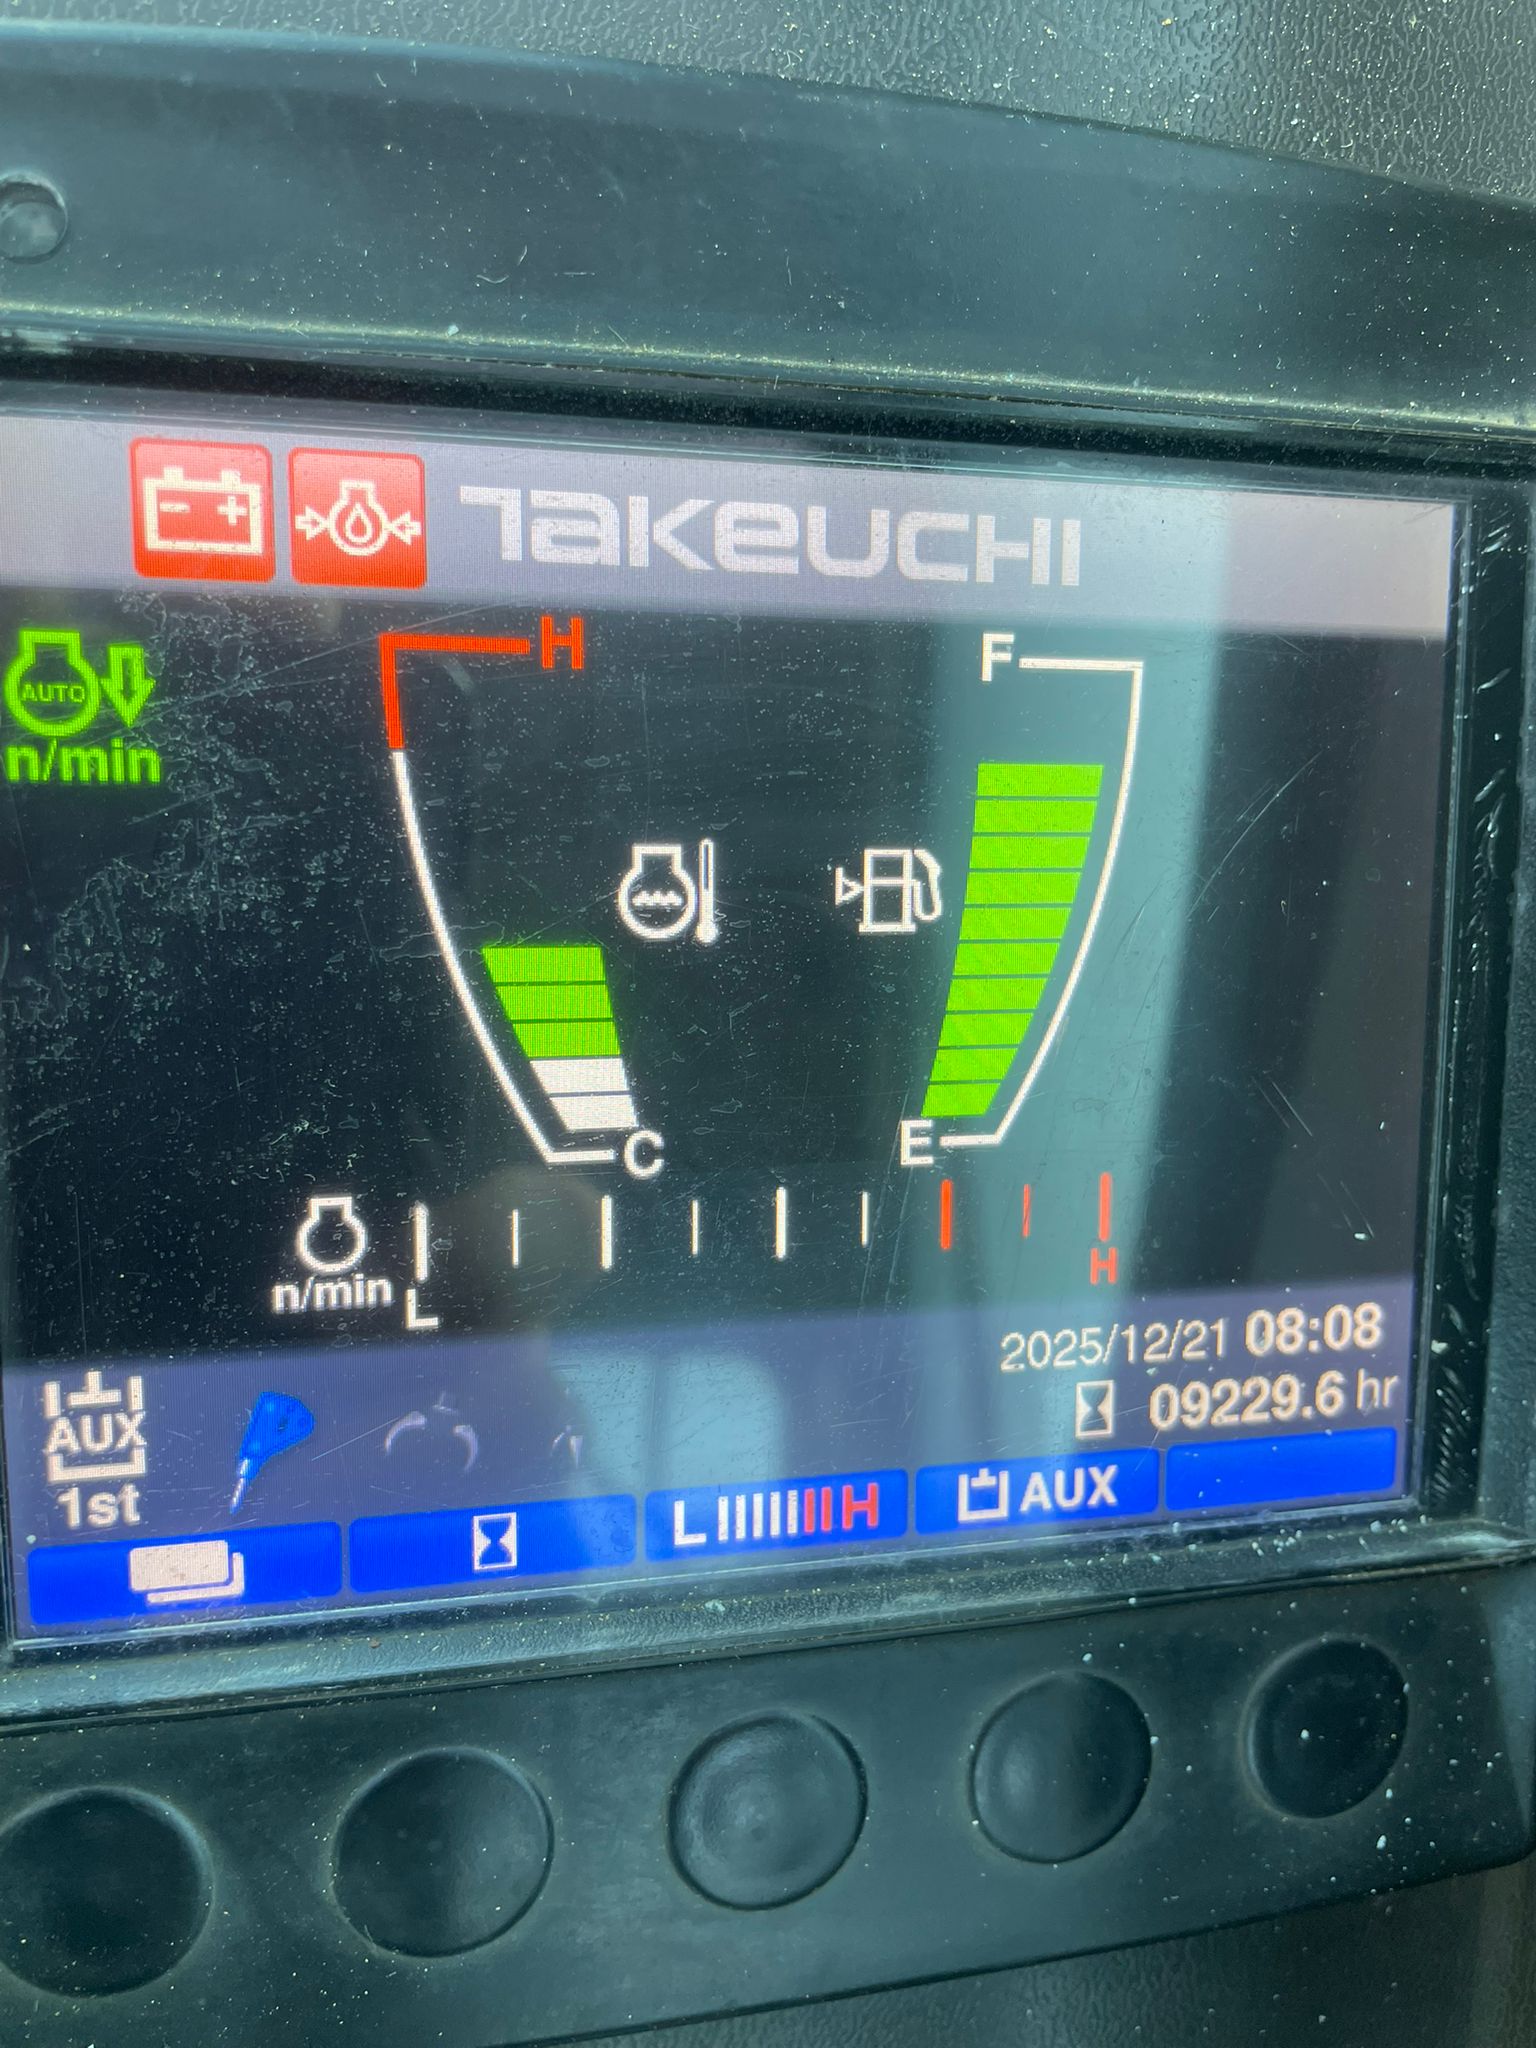 TAKEUCHI
AUTO
n/min
H
F
C
E
n/min
L
H
2025/12/21 08:08
09229.6 hr
AUX
1st
L H
AUX